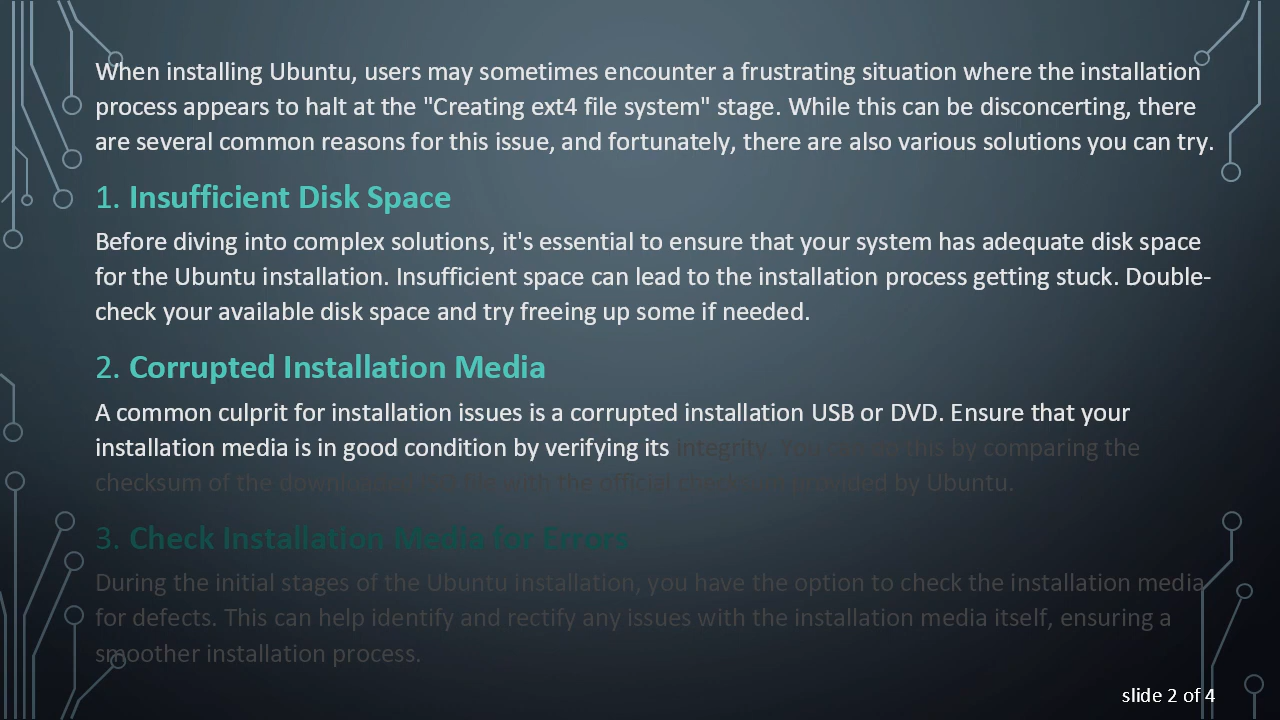 When installing Ubuntu, users may sometimes encounter a frustrating situation where the installation
process appears to halt at the "Creating ext4 file system" stage. While this can be disconcerting, there
are several common reasons for this issue, and fortunately, there are also various solutions you can try.
1. Insufficient Disk Space
Before diving into complex solutions, it's essential to ensure that your system has adequate disk space
for the Ubuntu installation. Insufficient space can lead to the installation process getting stuck. Double-
check your available disk space and try freeing up some if needed.
2. Corrupted Installation Media
A common culprit for installation issues is a corrupted installation USB or DVD. Ensure that your
installation media is in good condition by verifying its integrity. You can do this by comparing the
checksum of the downloaded file with the official checksum provided by Ubuntu.
3. Check Installation Media for Errors
During the initial stages of the Ubuntu installation, you have the option to check the installation media
for defects. This can help identify and rectify any issues with the installation media itself, ensuring a
smoother installation process.
slide 2 of 4